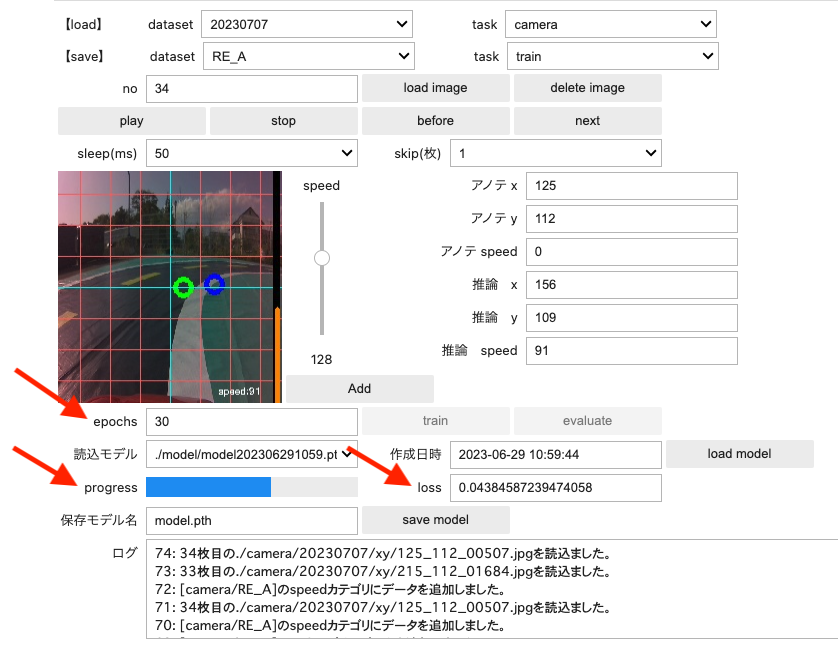 【load】 dataset 20230707 task camera
【save】 dataset RE_A task train
no 34 load image delete image
play stop before next
sleep(ms) 50 skip(枚) 1
speed
128
speed:91
Add
アノテ x 125
アノテ y 112
アノテ speed 0
推論 x 156
推論 y 109
推論 speed 91
epochs 30 train evaluate
読込モデル ./model/model202306291059.pt 作成日時 2023-06-29 10:59:44 load model
progress loss 0.04384587239474058
保存モデル名 model.pth save model
ログ
74: 34枚目の./camera/20230707/xy/125_112_00507.jpgを読込ました。
73: 33枚目の./camera/20230707/xy/215_112_01684.jpgを読込ました。
72: [camera/RE_A]のspeedカテゴリにデータを追加しました。
71: 34枚目の./camera/20230707/xy/125_112_00507.jpgを読込ました。
70: [camera/RE_A]のspeedカテゴリにデータを追加しました。